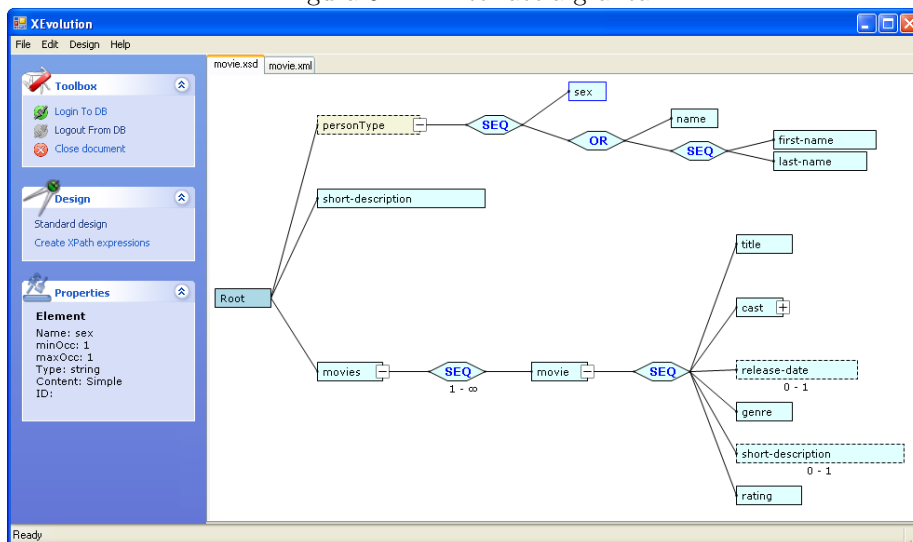 XEvolution
File Edit Design Help
Toolbox
Login To DB
Logout From DB
Close document
Design
Standard design
Create XPath expressions
Properties
Element
Name: sex
minOcc: 1
maxOcc: 1
Type: string
Content: Simple
ID:
movie.xsd movie.xml
sex
personType
SEQ
name
OR
first-name
SEQ
last-name
short-description
title
Root
cast
movies
SEQ
movie
SEQ
release-date
1 - ∞
0 - 1
genre
short-description
0 - 1
rating
Ready